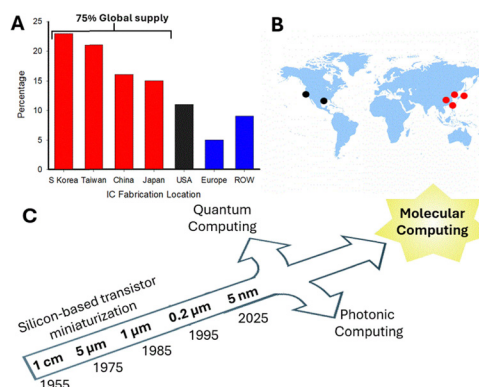 A
75% Global supply
25
20
15
10
5
0
Percentage
S Korea Taiwan China Japan USA Europe ROW
IC Fabrication Location
B
C
Quantum
Computing
Molecular
Computing
Photonic
Computing
Silicon-based transistor
miniaturization
1 cm 5 µm 1 µm 0.2 µm 5 nm
1955 1975 1985 1995 2025